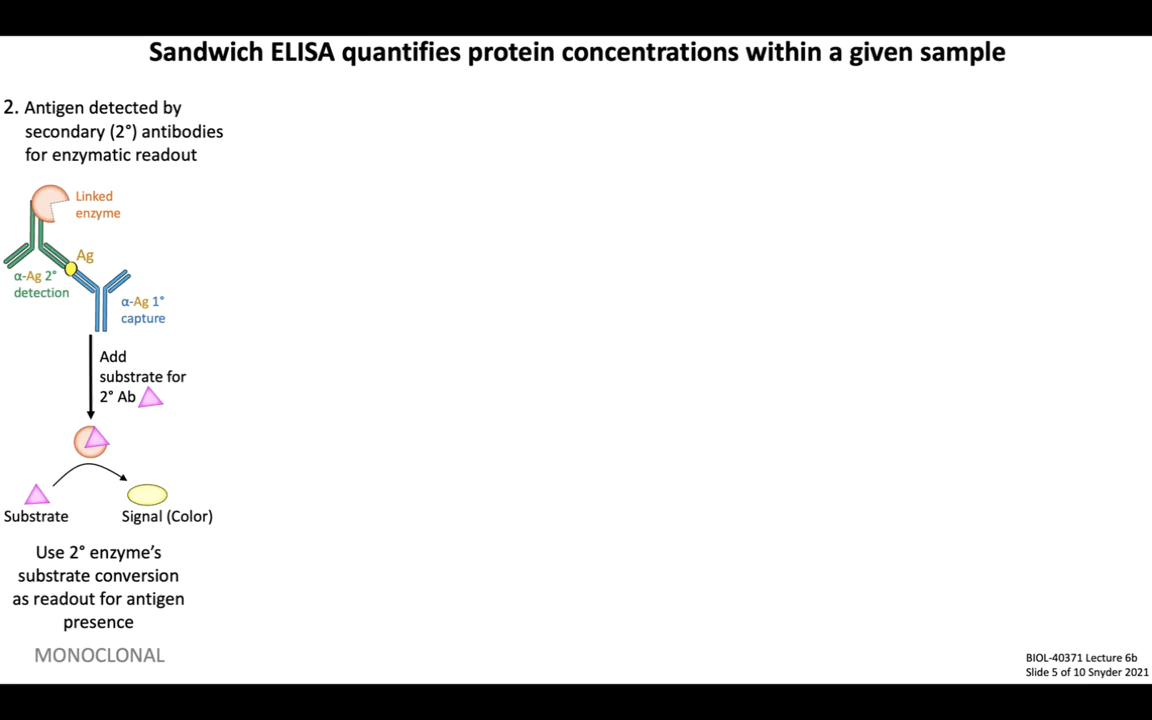 Sandwich ELISA quantifies protein concentrations within a given sample
2. Antigen detected by
secondary (2°) antibodies
for enzymatic readout
Linked
enzyme
Ag
α-Ag 2°
detection
α-Ag 1°
capture
Add
substrate for
2° Ab
Substrate
Signal (Color)
Use 2° enzyme’s
substrate conversion
as readout for antigen
presence
MONOCLONAL
BIOL-40371 Lecture 6b
Slide 5 of 10 Snyder 2021